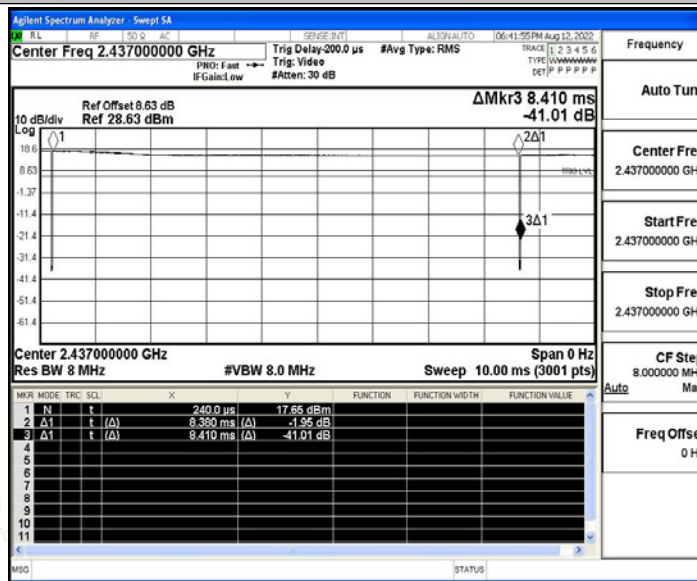 Agilent Spectrum Analyzer - Swept SA
RL RF 50 Ω AC SENSE:INT ALIGNAUTO 06:41:55 PM Aug 12, 2022
Center Freq 2.437000000 GHz
PNO: Fast
IFGain:Low
Trig Delay-200.0 µs
Trig: Video
#Atten: 30 dB
#Avg Type: RMS
TRACE 1 2 3 4 5 6
TYPE WWWWWW
DET P P P P P P
Ref Offset 8.63 dB
10 dB/div Ref 28.63 dBm
Log
ΔMkr3 8.410 ms
-41.01 dB
1
2Δ1
3Δ1
TRIG LVL
18.6
8.63
-1.37
-11.4
-21.4
-31.4
-41.4
-51.4
-61.4
Center 2.437000000 GHz Span 0 Hz
Res BW 8 MHz #VBW 8.0 MHz Sweep 10.00 ms (3001 pts)
MKR MODE TRC SCL X Y FUNCTION FUNCTION WIDTH FUNCTION VALUE
1 N t 240.0 µs 17.65 dBm
2 Δ1 t (Δ) 8.380 ms (Δ) -1.95 dB
3 Δ1 t (Δ) 8.410 ms (Δ) -41.01 dB
4
5
6
7
8
9
10
11
MSG STATUS
Frequency
Auto Tun
Center Fre
2.437000000 GH
Start Fre
2.437000000 GH
Stop Fre
2.437000000 GH
CF Ste
8.000000 MH
Auto Ma
Freq Offse
0 H